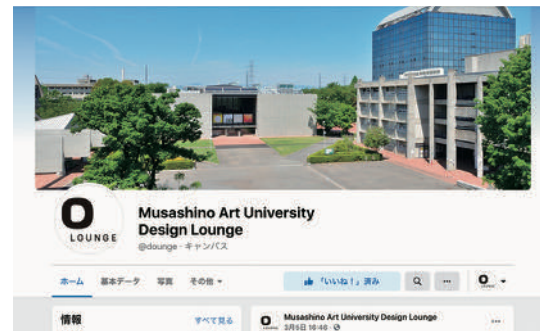 O
LOUNGE
Musashino Art University
Design Lounge
@dlounge · キャンパス
ホーム 基本データ 写真 その他
「いいね！」済み
情報 すべて見る
Musashino Art University Design Lounge
3月5日 16:46